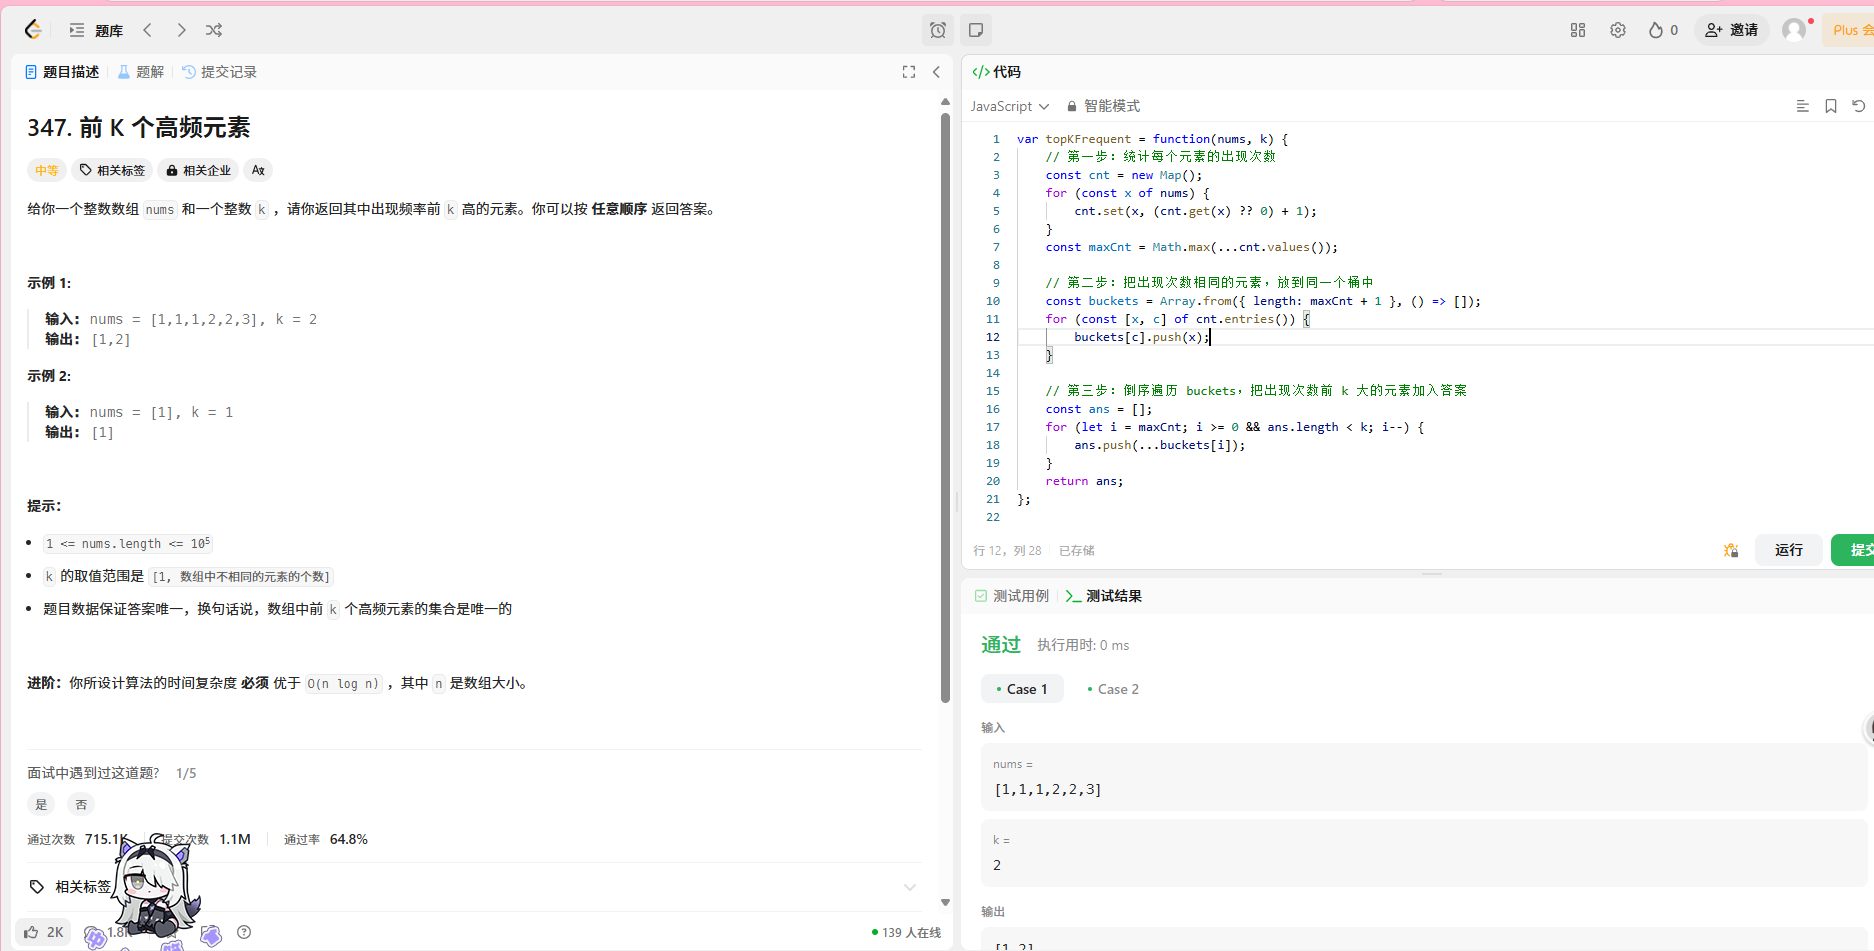 题库
0
邀请
Plus 会
题目描述
题解
提交记录
347. 前 K 个高频元素
中等
相关标签
相关企业
给你一个整数数组 nums 和一个整数 k ，请你返回其中出现频率前 k 高的元素。你可以按 任意顺序 返回答案。
示例 1:
输入：nums = [1,1,1,2,2,3], k = 2
输出：[1,2]
示例 2:
输入：nums = [1], k = 1
输出：[1]
提示：
1 <= nums.length <= 10⁵
k 的取值范围是 [1, 数组中不相同的元素的个数]
题目数据保证答案唯一，换句话说，数组中前 k 个高频元素的集合是唯一的
进阶：你所设计算法的时间复杂度 必须 优于 O(n log n) ，其中 n 是数组大小。
面试中遇到过这道题? 1/5
是
否
通过次数 715.1K
提交次数 1.1M
通过率 64.8%
相关标签
2K
1.8K
139 人在线
</> 代码
JavaScript
智能模式
1 var topKFrequent = function(nums, k) {
2 // 第一步：统计每个元素的出现次数
3 const cnt = new Map();
4 for (const x of nums) {
5 cnt.set(x, (cnt.get(x) ?? 0) + 1);
6 }
7 const maxCnt = Math.max(...cnt.values());
8
9 // 第二步：把出现次数相同的元素，放到同一个桶中
10 const buckets = Array.from({ length: maxCnt + 1 }, () => []);
11 for (const [x, c] of cnt.entries()) {
12 buckets[c].push(x);
13 }
14
15 // 第三步：倒序遍历 buckets，把出现次数前 k 大的元素加入答案
16 const ans = [];
17 for (let i = maxCnt; i >= 0 && ans.length < k; i--) {
18 ans.push(...buckets[i]);
19 }
20 return ans;
21 };
22
行 12，列 28
已存储
运行
提交
测试用例
测试结果
通过
执行用时: 0 ms
Case 1
Case 2
输入
nums =
[1,1,1,2,2,3]
k =
2
输出
[1,2]